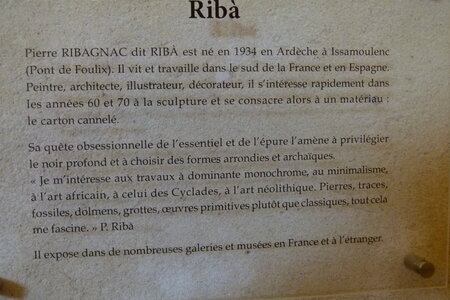 Ribà
Pierre RIBAGNAC dit RIBÀ est né en 1934 en Ardèche à Issamoulenc
(Pont de Foulix). Il vit et travaille dans le sud de la France et en Espagne.
Peintre, architecte, illustrateur, décorateur, il s'intéresse rapidement dans
les années 60 et 70 à la sculpture et se consacre alors à un matériau :
le carton cannelé.
Sa quête obsessionnelle de l'essentiel et de l'épure l'amène à privilégier
le noir profond et à choisir des formes arrondies et archaïques.
« Je m'intéresse aux travaux à dominante monochrome, au minimalisme,
à l'art africain, à celui des Cyclades, à l'art néolithique. Pierres, traces,
fossiles, dolmens, grottes, œuvres primitives plutôt que classiques, tout cela
me fascine. » P. Ribà
Il expose dans de nombreuses galeries et musées en France et à l'étranger.